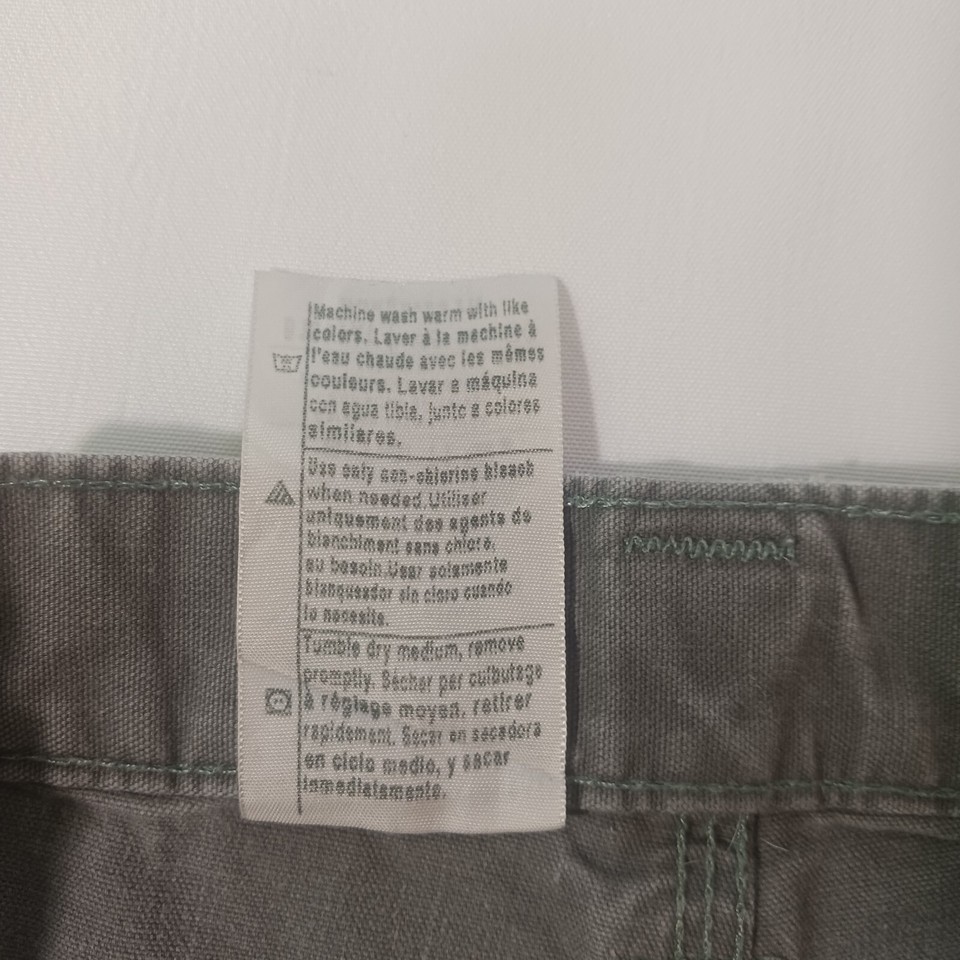 Machine wash warm with like
colors. Laver à la machine à
l'eau chaude avec les mêmes
couleurs. Lavar a máquina
con agua tibia, junto a colores
similares.
Use only non-chlorine bleach
when needed.Utiliser
uniquement des agents de
blanchiment sans chlore,
au besoin.Usar solamente
blanqueador sin cloro cuando
lo necesite.
Tumble dry medium, remove
promptly. Sécher par culbutage
à réglage moyen, retirer
rapidement. Secar en secadora
en ciclo medio, y sacar
inmediatamente.